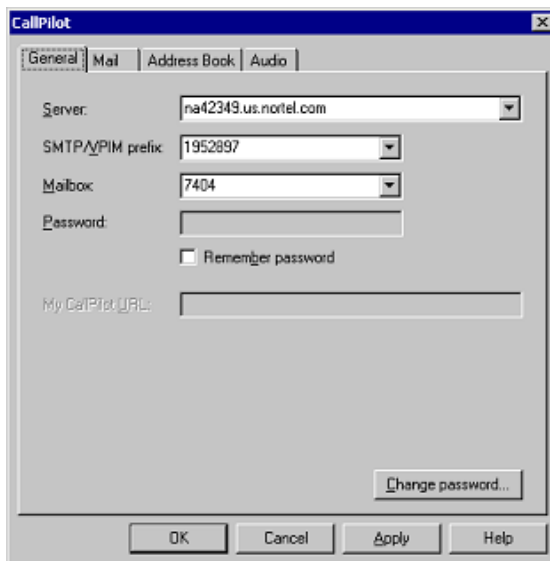 CallPilot
General Mail Address Book Audio
Server: na42349.us.nortel.com
SMTP/VPIM prefix: 1952897
Mailbox: 7404
Password:
Remember password
My CallPilot URL:
Change password...
OK Cancel Apply Help